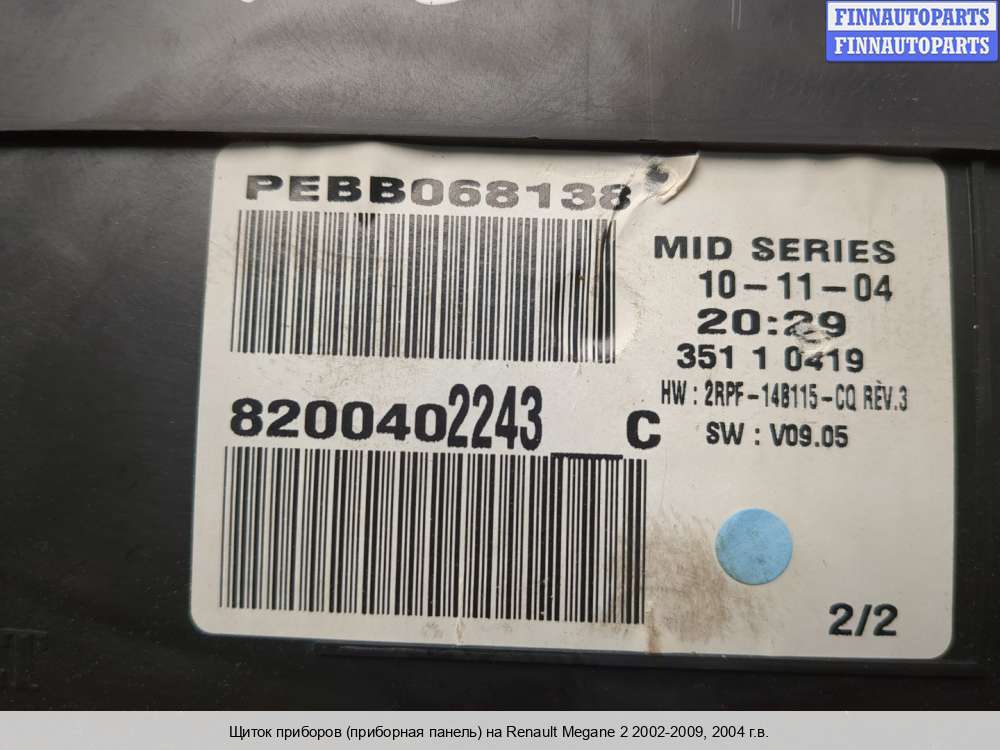 FINNAUTOPARTS
FINNAUTOPARTS
PEBB068138
MID SERIES
10-11-04
20:29
351 1 0419
HW : 2RPF-14B115-CQ RÈV.3
8200402243___C
SW : V09.05
2/2
Щиток приборов (приборная панель) на Renault Megane 2 2002-2009, 2004 г.в.